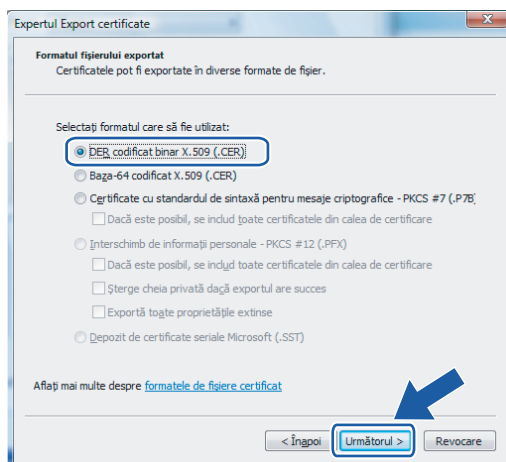 Expertul Export certificate
Formatul fișierului exportat
Certificatele pot fi exportate în diverse formate de fișier.
Selectați formatul care să fie utilizat:
DER codificat binar X.509 (.CER)
Baza-64 codificat X.509 (.CER)
Certificate cu standardul de sintaxă pentru mesaje criptografice - PKCS #7 (.P7B)
Dacă este posibil, se includ toate certificatele din calea de certificare
Interschimb de informații personale - PKCS #12 (.PFX)
Dacă este posibil, se includ toate certificatele din calea de certificare
Șterge cheia privată dacă exportul are succes
Exportă toate proprietățile extinse
Depozit de certificate seriale Microsoft (.SST)
Aflați mai multe despre formatele de fișiere certificat
< Înapoi
Următorul >
Revocare